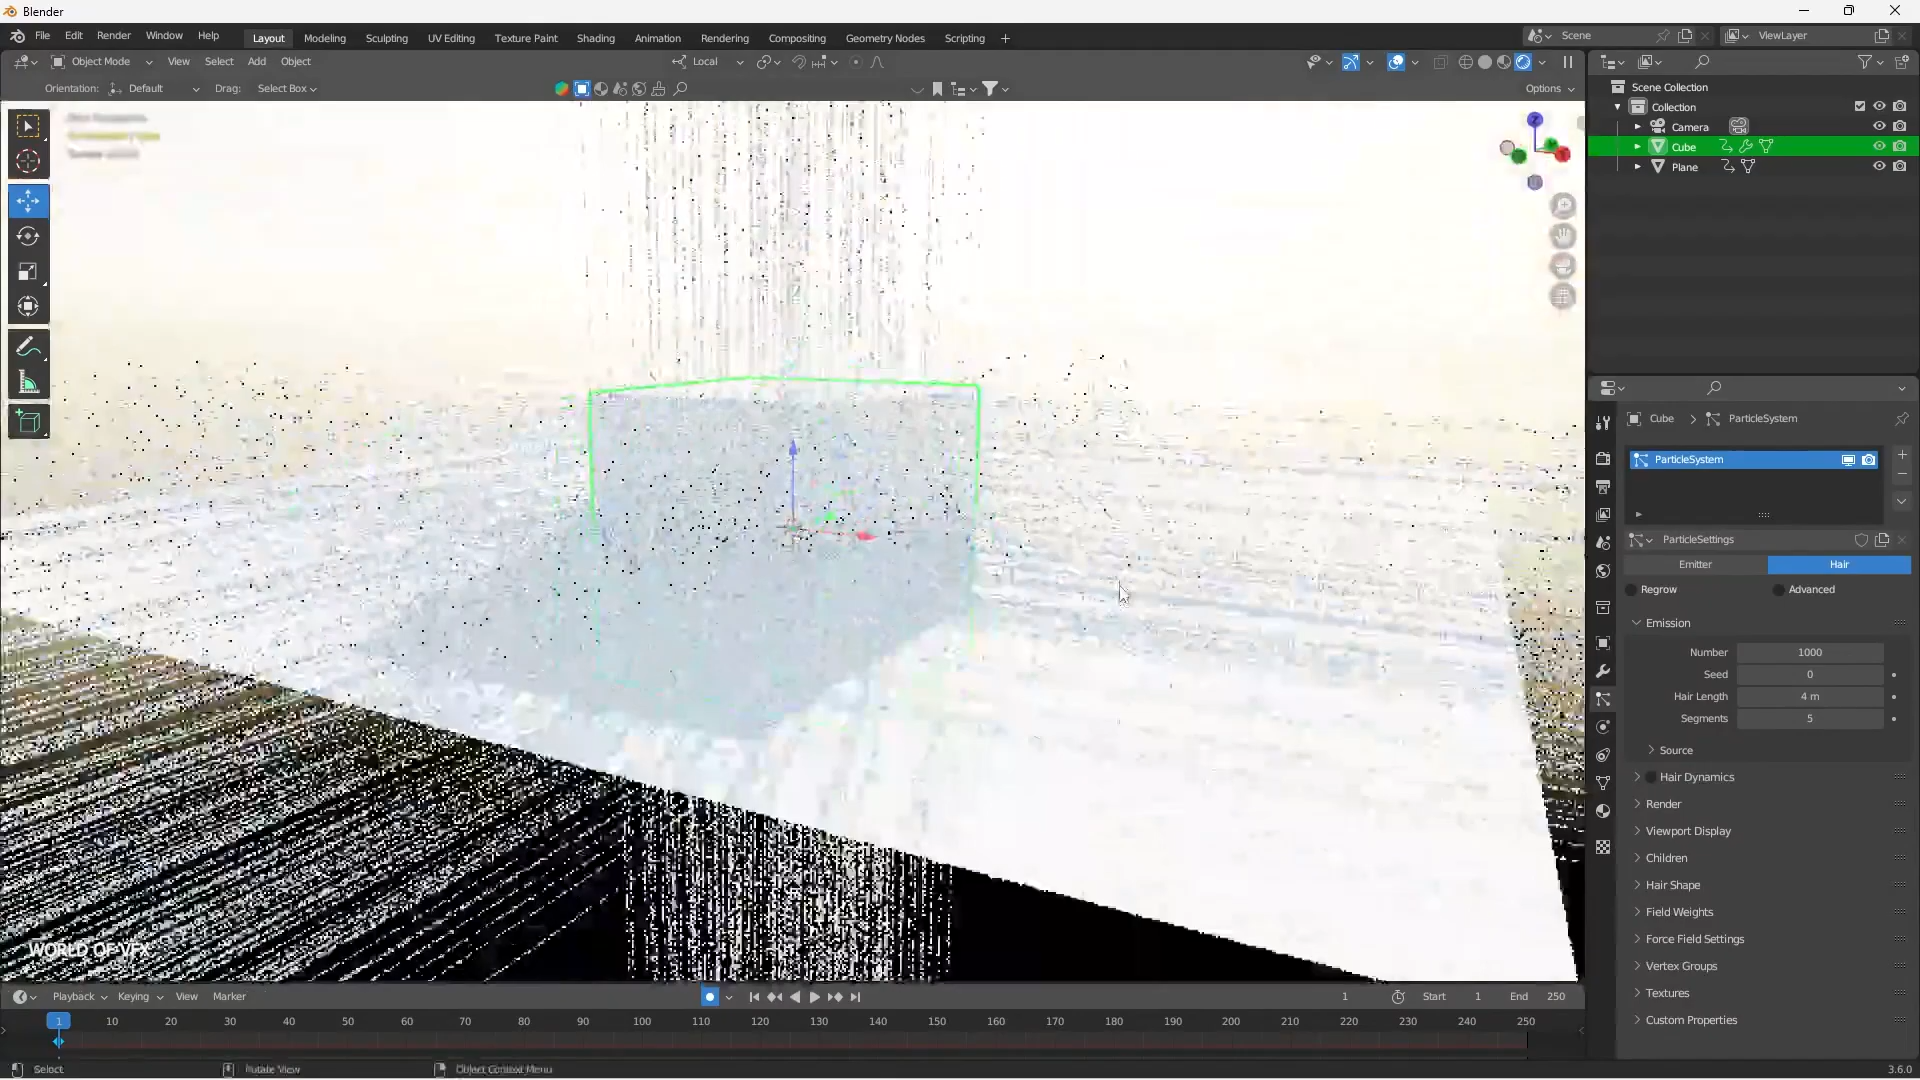 Blender
File Edit Render Window Help Layout Modeling Sculpting UV Editing Texture Paint Shading Animation Rendering Compositing Geometry Nodes Scripting + Scene ViewLayer
Object Mode View Select Add Object Local
Orientation: Default Drag: Select Box Options
Scene Collection
Collection
Camera
Cube
Plane
Z
Cube > ParticleSystem
ParticleSystem
ParticleSettings
Emitter Hair
Regrow Advanced
Emission
Number 1000
Seed 0
Hair Length 4 m
Segments 5
Source
Hair Dynamics
Render
Viewport Display
Children
Hair Shape
Field Weights
Force Field Settings
Vertex Groups
Textures
Custom Properties
WORLD OF VFX
Playback Keying View Marker 1 Start 1 End 250
1 10 20 30 40 50 60 70 80 90 100 110 120 130 140 150 160 170 180 190 200 210 220 230 240 250
Select Rotate View Object Context Menu 3.6.0